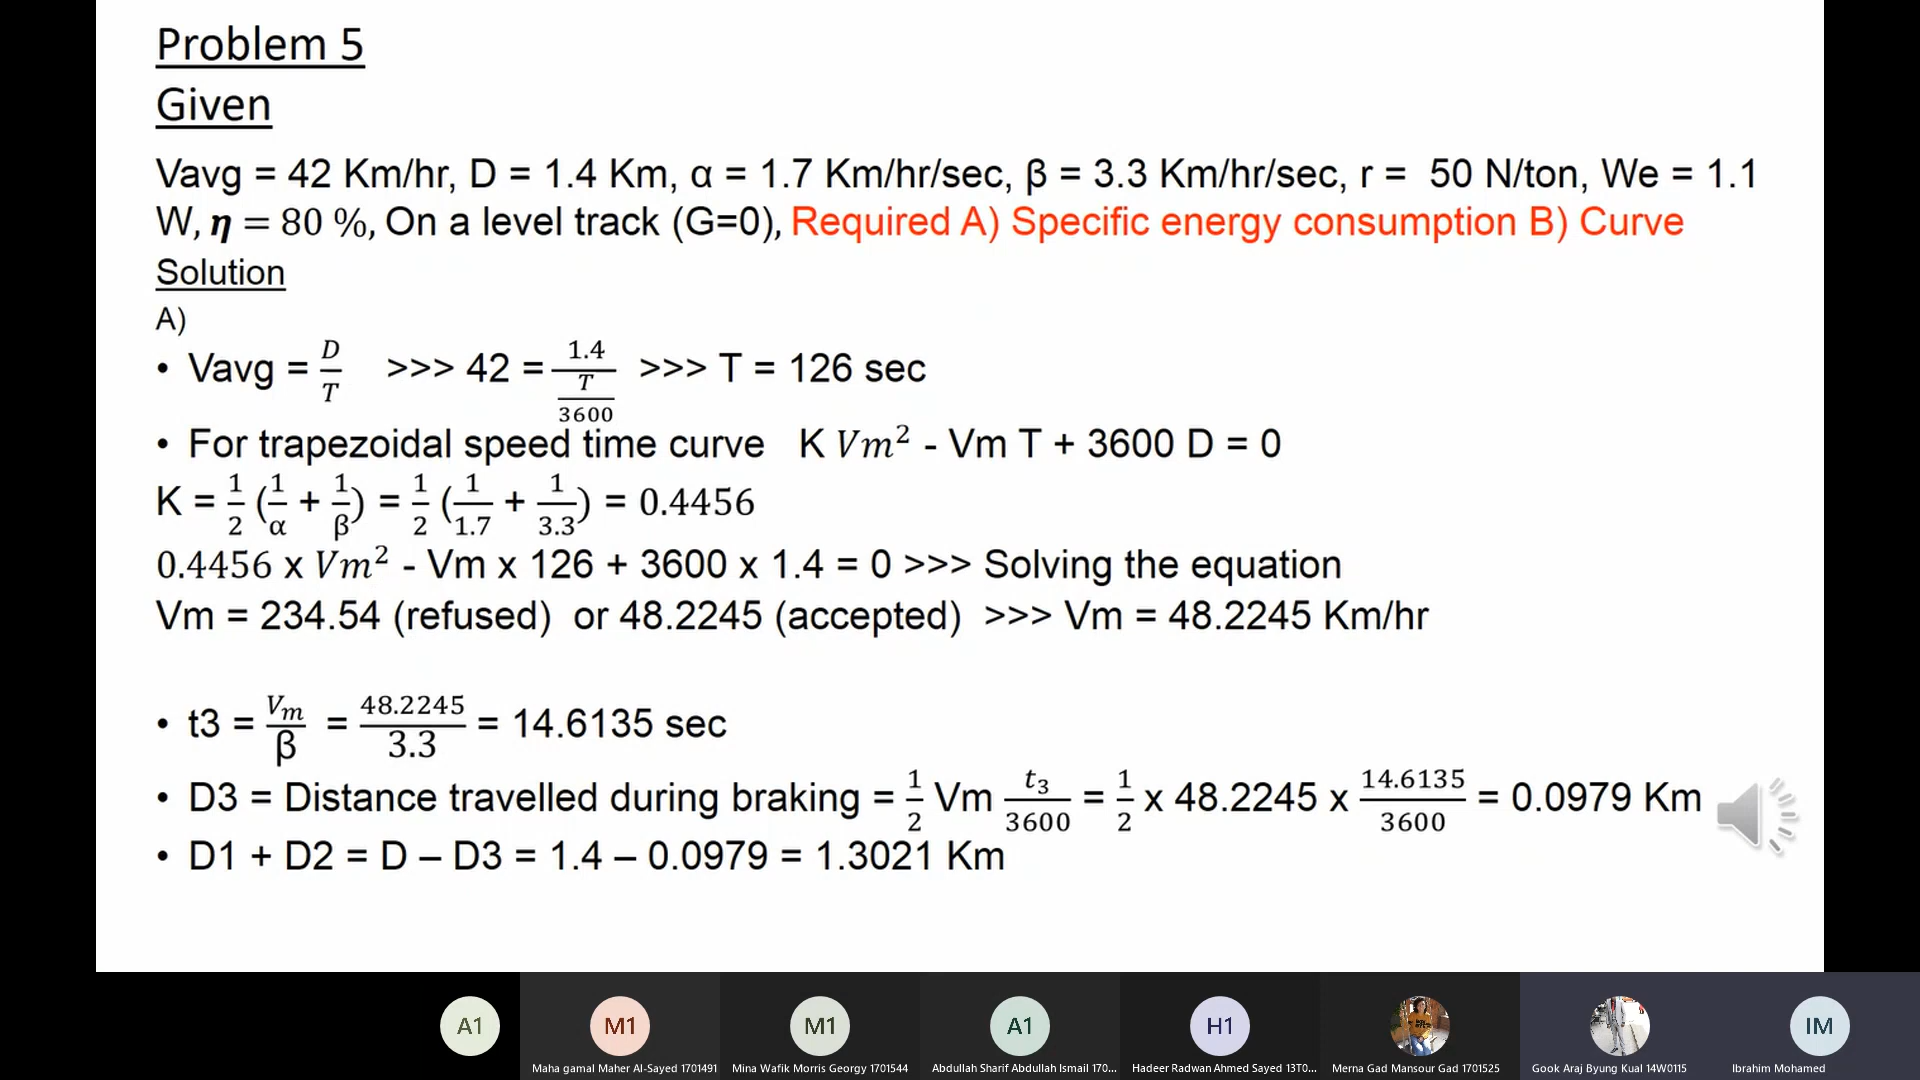 Problem 5
Given
Vavg = 42 Km/hr, D = 1.4 Km, α = 1.7 Km/hr/sec, β = 3.3 Km/hr/sec, r = 50 N/ton, We = 1.1
W, η = 80 %, On a level track (G=0), Required A) Specific energy consumption B) Curve
Solution
A)
• Vavg = D/T >>> 42 = 1.4/(T/3600) >>> T = 126 sec
• For trapezoidal speed time curve K Vm² - Vm T + 3600 D = 0
K = 1/2 (1/α + 1/β) = 1/2 (1/1.7 + 1/3.3) = 0.4456
0.4456 x Vm² - Vm x 126 + 3600 x 1.4 = 0 >>> Solving the equation
Vm = 234.54 (refused) or 48.2245 (accepted) >>> Vm = 48.2245 Km/hr
• t3 = Vm/β = 48.2245/3.3 = 14.6135 sec
• D3 = Distance travelled during braking = 1/2 Vm t₃/3600 = 1/2 x 48.2245 x 14.6135/3600 = 0.0979 Km
• D1 + D2 = D – D3 = 1.4 – 0.0979 = 1.3021 Km
A1 M1 M1 A1 H1 IM
Maha gamal Maher Al-Sayed 1701491 Mina Wafik Morris Georgy 1701544 Abdullah Sharif Abdullah Ismail 170... Hadeer Radwan Ahmed Sayed 13T0... Merna Gad Mansour Gad 1701525 Gook Araj Byung Kual 14W0115 Ibrahim Mohamed